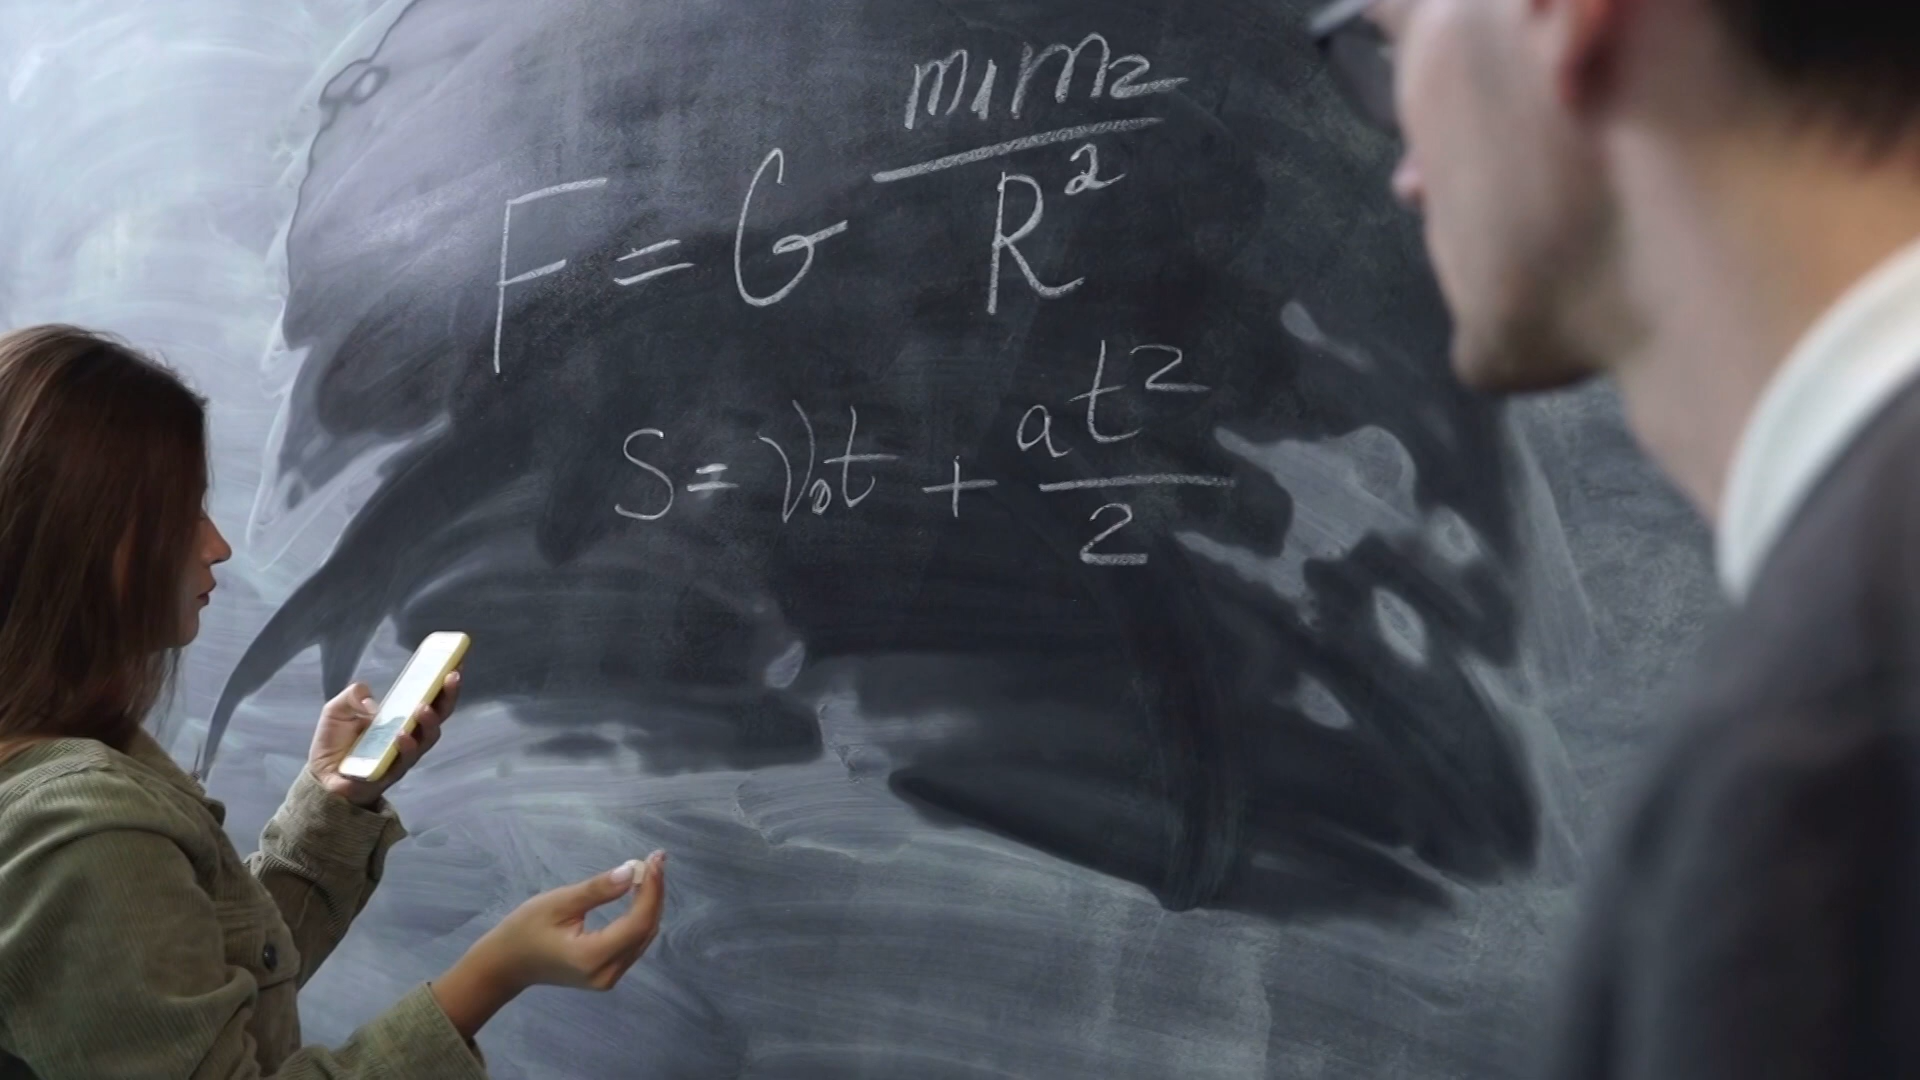 F = G m1m2/R²
S = V0t + at²/2